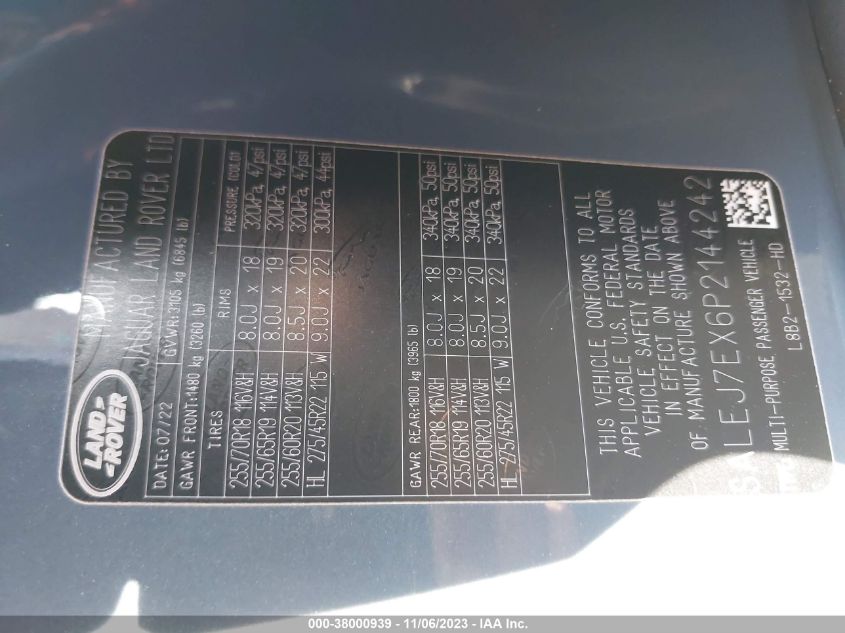 LAND-
ROVER
MANUFACTURED BY
JAGUAR LAND ROVER LTD
DATE: 07/22 GVWR: 3105 kg (6845 lb)
GAWR FRONT: 1480 kg (3260 lb)
TIRES RIMS PRESSURE (COLD)
255/70R18 116V&H 8.0J x 18 320kPa, 47psi
255/65R19 114V&H 8.0J x 19 320kPa, 47psi
255/60R20 113V&H 8.5J x 20 320kPa, 47psi
HL 275/45R22 115 W 9.0J x 22 300kPa, 44psi
GAWR REAR: 1800 kg (3965 lb)
255/70R18 116V&H 8.0J x 18 340kPa, 50psi
255/65R19 114V&H 8.0J x 19 340kPa, 50psi
255/60R20 113V&H 8.5J x 20 340kPa, 50psi
HL 275/45R22 115 W 9.0J x 22 340kPa, 50psi
THIS VEHICLE CONFORMS TO ALL
APPLICABLE U.S. FEDERAL MOTOR
VEHICLE SAFETY STANDARDS
IN EFFECT ON THE DATE
OF MANUFACTURE SHOWN ABOVE
SALEJ7EX6P2144242
MULTI-PURPOSE PASSENGER VEHICLE
L8B2-1532-HD
000-38000939 - 11/06/2023 - IAA Inc.